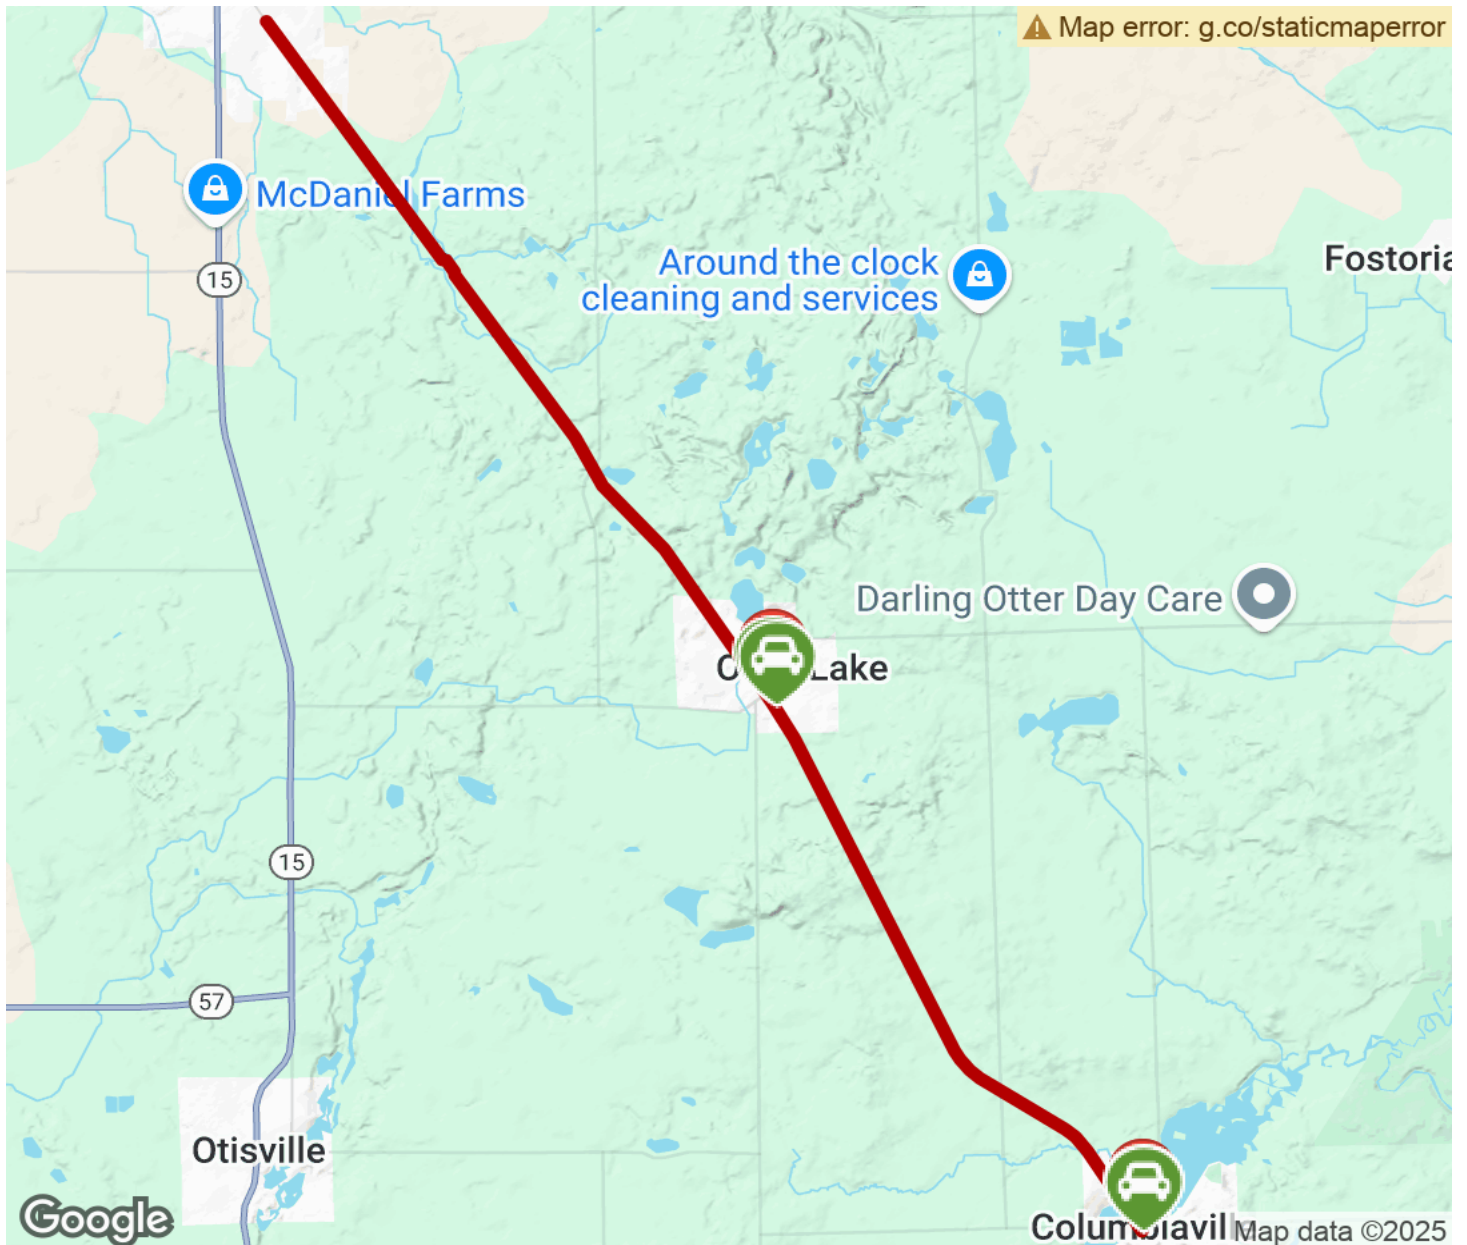 Map error: g.co/staticmaperror
McDaniel Farms
15
Around the clock
cleaning and services
Fostoria
Darling Otter Day Care
Lake
15
57
Otisville
Google
Map data ©2025